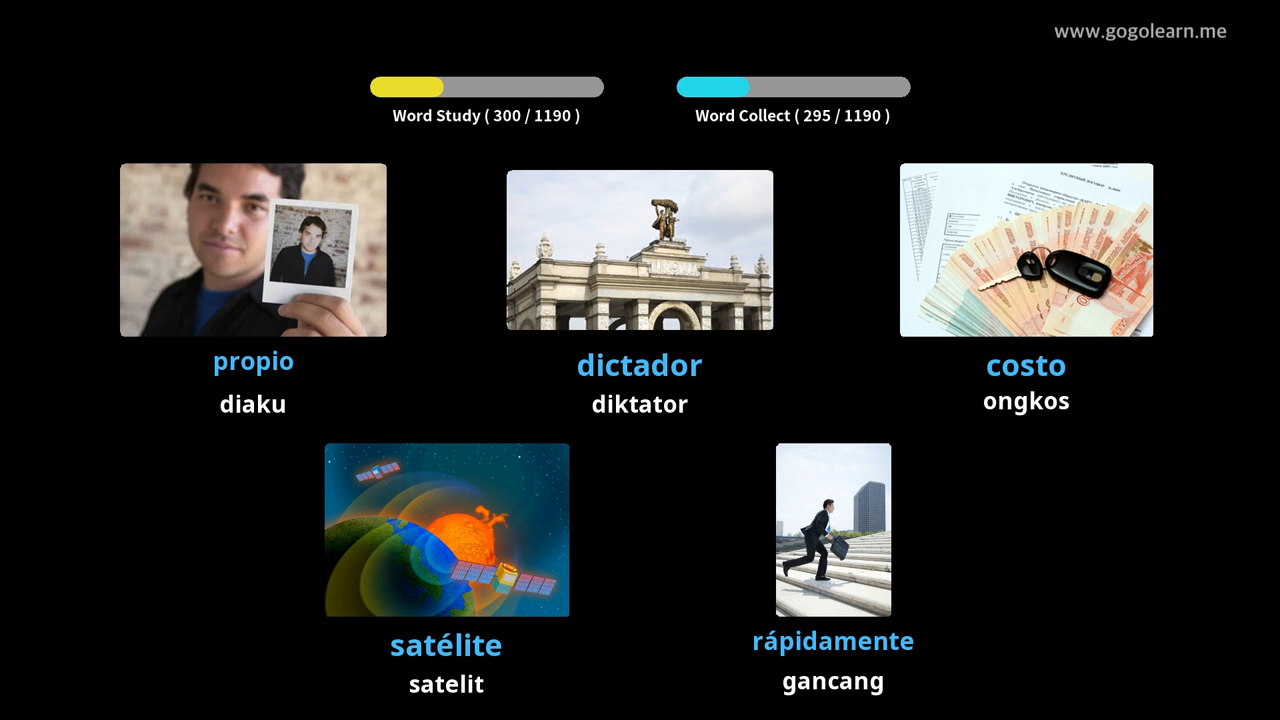 www.gogolearn.me
Word Study ( 300 / 1190 )
Word Collect ( 295 / 1190 )
propio
diaku
dictador
diktator
costo
ongkos
satélite
satelit
rápidamente
gancang